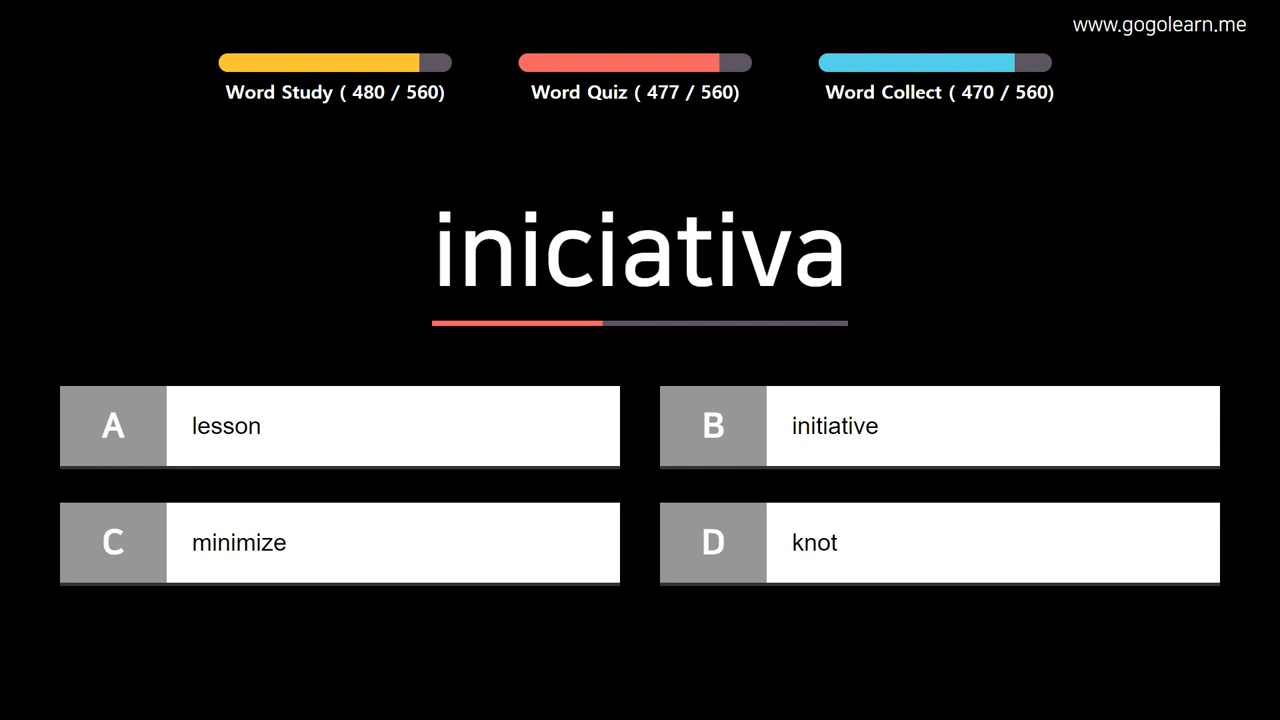 www.gogolearn.me
Word Study ( 480 / 560)
Word Quiz ( 477 / 560)
Word Collect ( 470 / 560)
iniciativa
A lesson
B initiative
C minimize
D knot